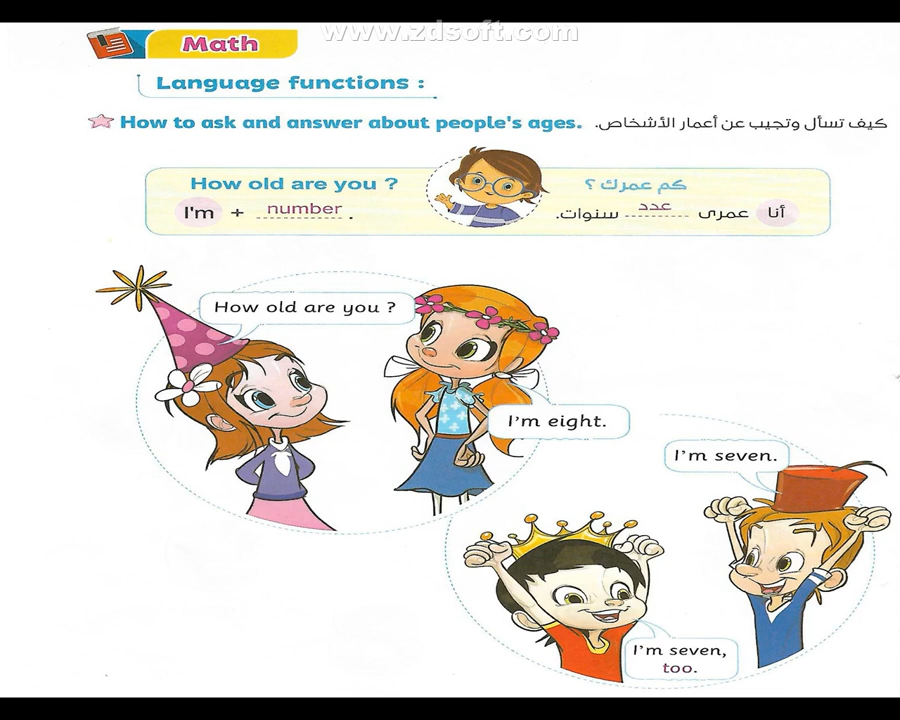 www.zdsoft.com
Math
Language functions :
How to ask and answer about people's ages. كيف تسأل وتجيب عن أعمار الأشخاص.
How old are you ? كم عمرك ؟
I'm + number . أنا عمرى عدد سنوات.
How old are you ?
I'm eight.
I'm seven.
I'm seven,
too.